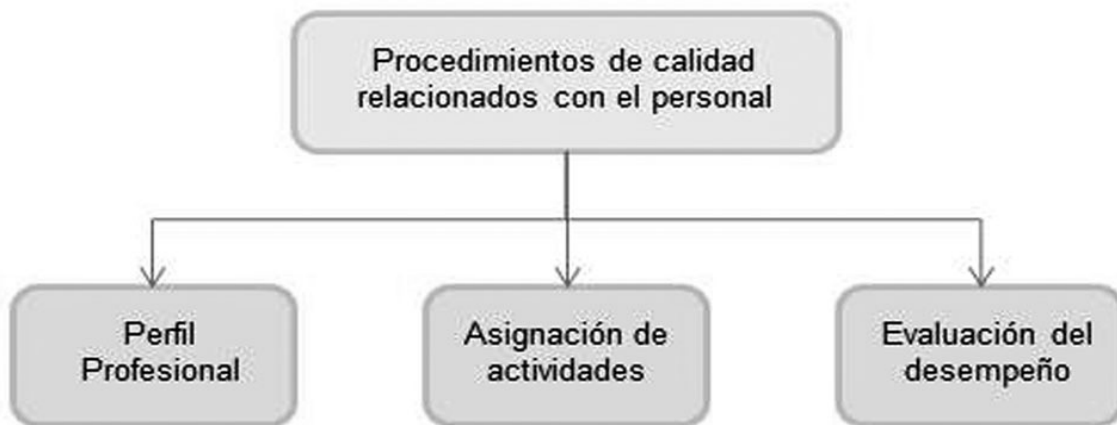 Procedimientos de calidad
relacionados con el personal
Perfil
Profesional
Asignación de
actividades
Evaluación del
desempeño